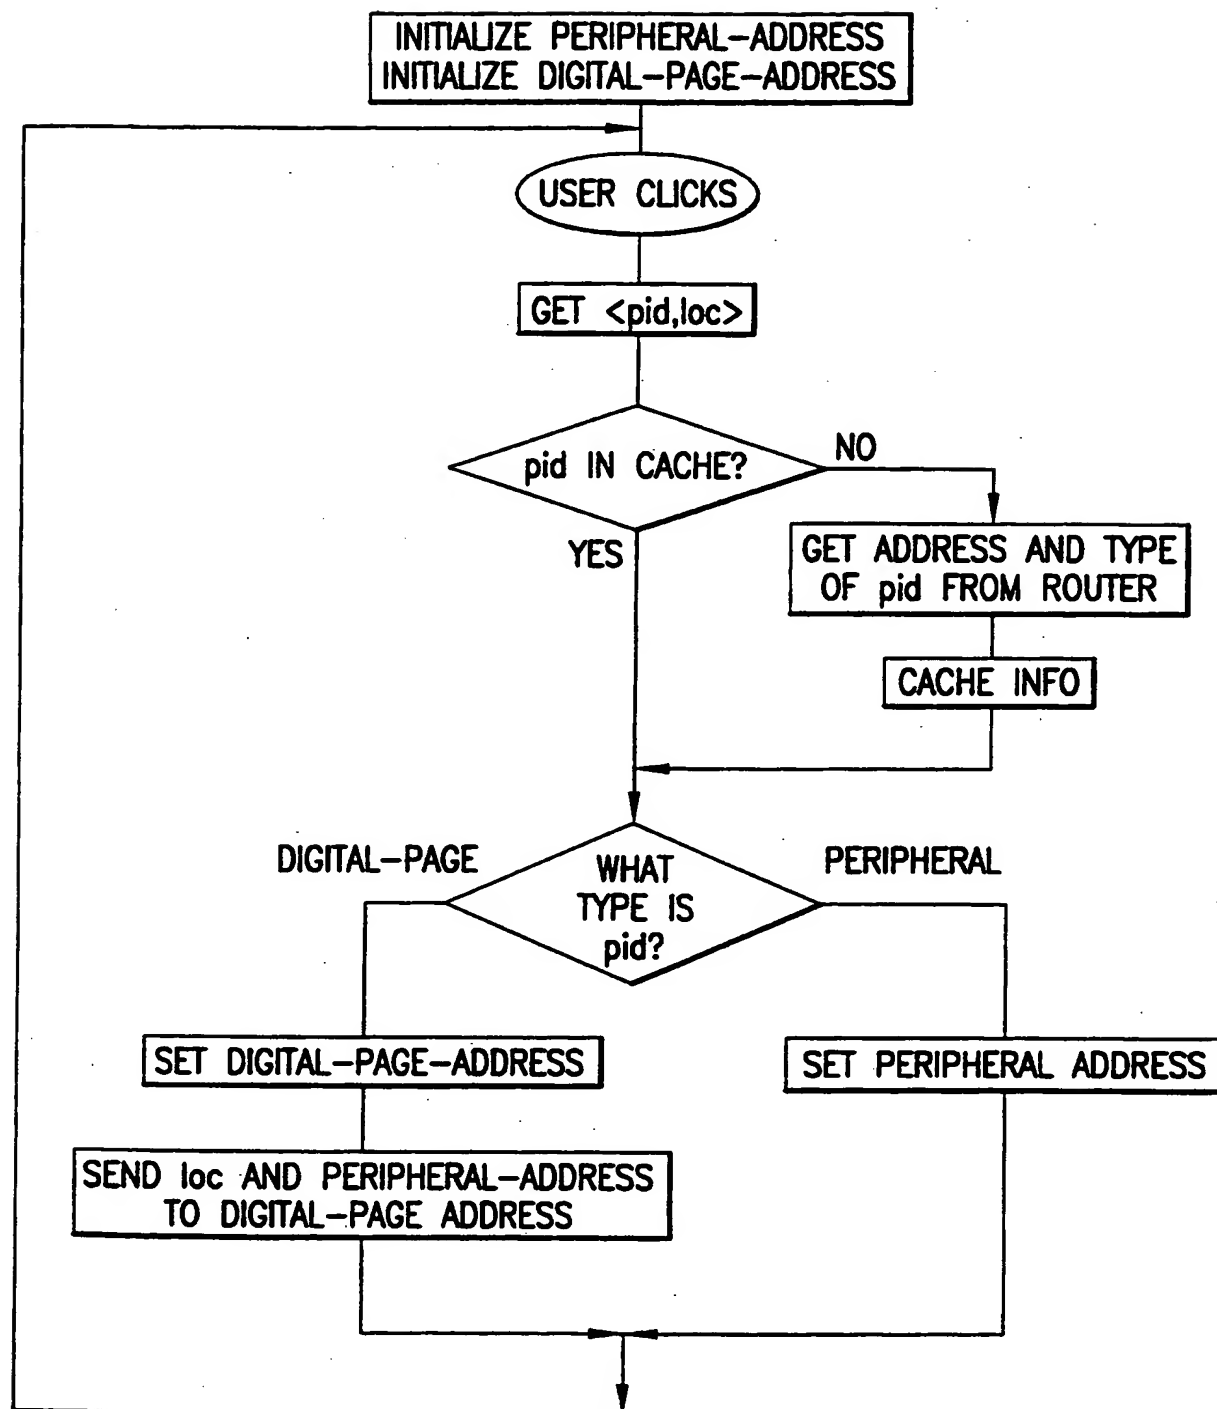 INITIALIZE PERIPHERAL-ADDRESS
INITIALIZE DIGITAL-PAGE-ADDRESS
USER CLICKS
GET <pid,loc>
pid IN CACHE?
NO
YES
GET ADDRESS AND TYPE
OF pid FROM ROUTER
CACHE INFO
DIGITAL-PAGE
WHAT
TYPE IS
pid?
PERIPHERAL
SET DIGITAL-PAGE-ADDRESS
SET PERIPHERAL ADDRESS
SEND loc AND PERIPHERAL-ADDRESS
TO DIGITAL-PAGE ADDRESS